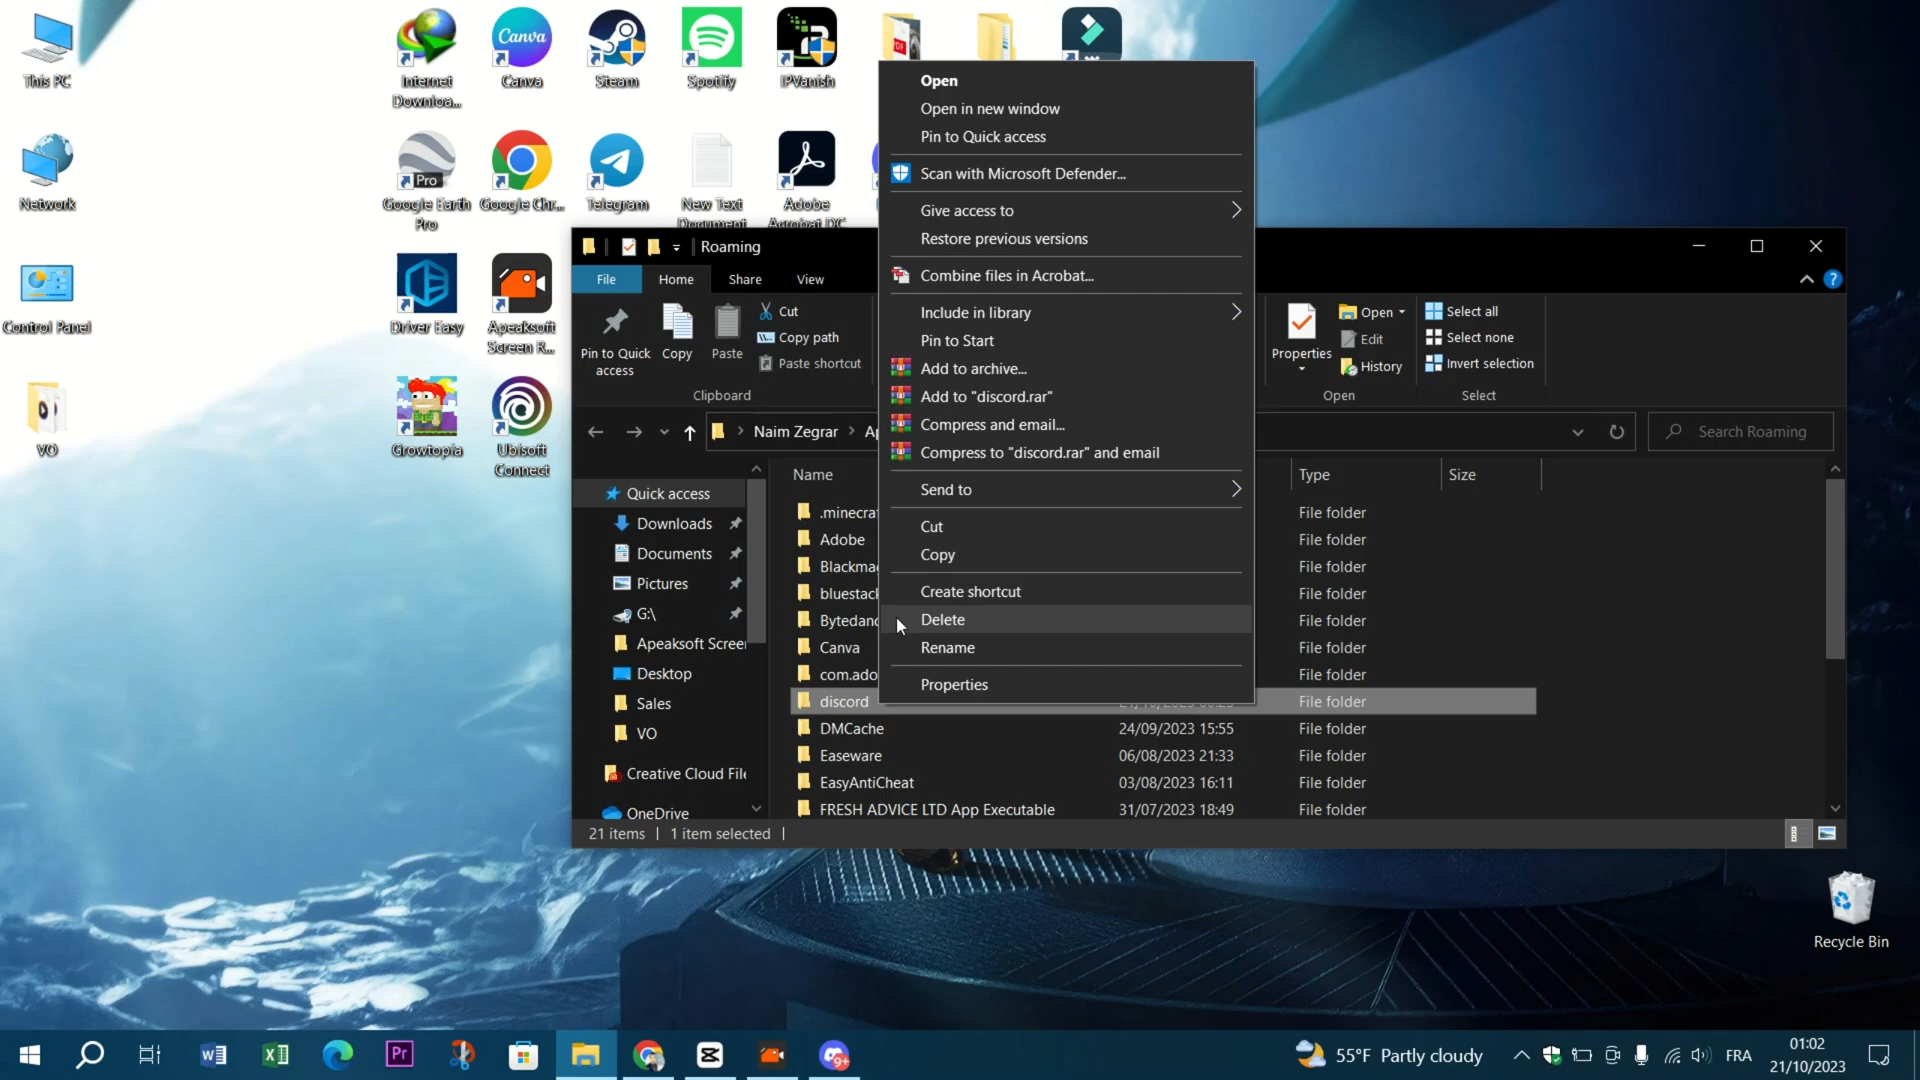 This PC
Internet
Downloa...
Canva
Canva
Steam
Spotify
IPVanish
PDF
Network
Pro
Google Earth
Pro
Google Chr...
Telegram
New Text
Document
Adobe
Acrobat DC
Control Panel
Driver Easy
Apeaksoft
Screen R...
VO
Growtopia
Ubisoft
Connect
Open
Open in new window
Pin to Quick access
Scan with Microsoft Defender...
Give access to
Restore previous versions
Combine files in Acrobat...
Include in library
Pin to Start
Add to archive...
Add to "discord.rar"
Compress and email...
Compress to "discord.rar" and email
Send to
Cut
Copy
Create shortcut
Delete
Rename
Properties
Roaming
File
Home
Share
View
Pin to Quick
access
Copy
Paste
Cut
Copy path
Paste shortcut
Clipboard
Properties
Open
Edit
History
Open
Select all
Select none
Invert selection
Select
Naim Zegrar
Search Roaming
Name
Type
Size
Quick access
Downloads
Documents
Pictures
G:\
Apeaksoft Screen
Desktop
Sales
VO
Creative Cloud File
OneDrive
.minecraf
File folder
Adobe
File folder
Blackmag
File folder
bluestack
File folder
Bytedanc
File folder
Canva
File folder
com.ado
File folder
discord
File folder
DMCache
24/09/2023 15:55
File folder
Easeware
06/08/2023 21:33
File folder
EasyAntiCheat
03/08/2023 16:11
File folder
FRESH ADVICE LTD App Executable
31/07/2023 18:49
File folder
21 items
1 item selected
Recycle Bin
Pr
9+
55°F Partly cloudy
FRA
01:02
21/10/2023